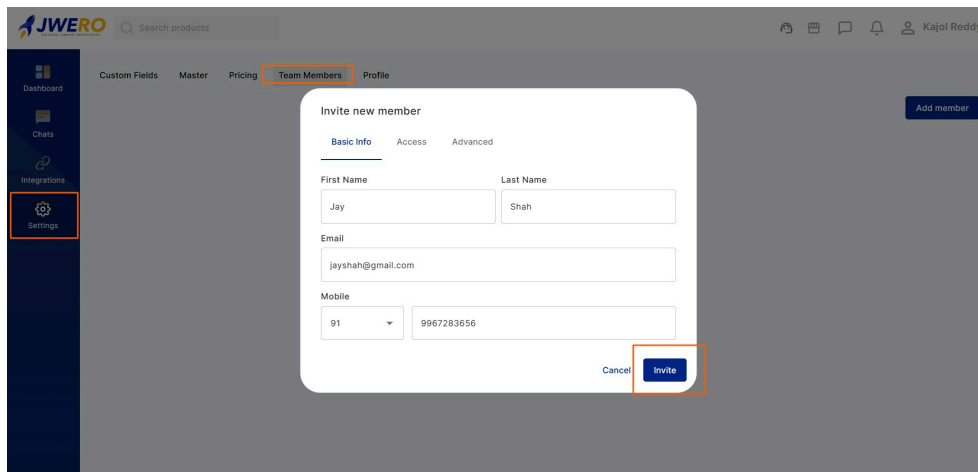 JWERO
Search products
Kajol Reddy
Dashboard
Chats
Integrations
Settings
Custom Fields Master Pricing Team Members Profile
Add member
Invite new member
Basic Info Access Advanced
First Name Last Name
Jay Shah
Email
jayshah@gmail.com
Mobile
91 9967283656
Cancel Invite